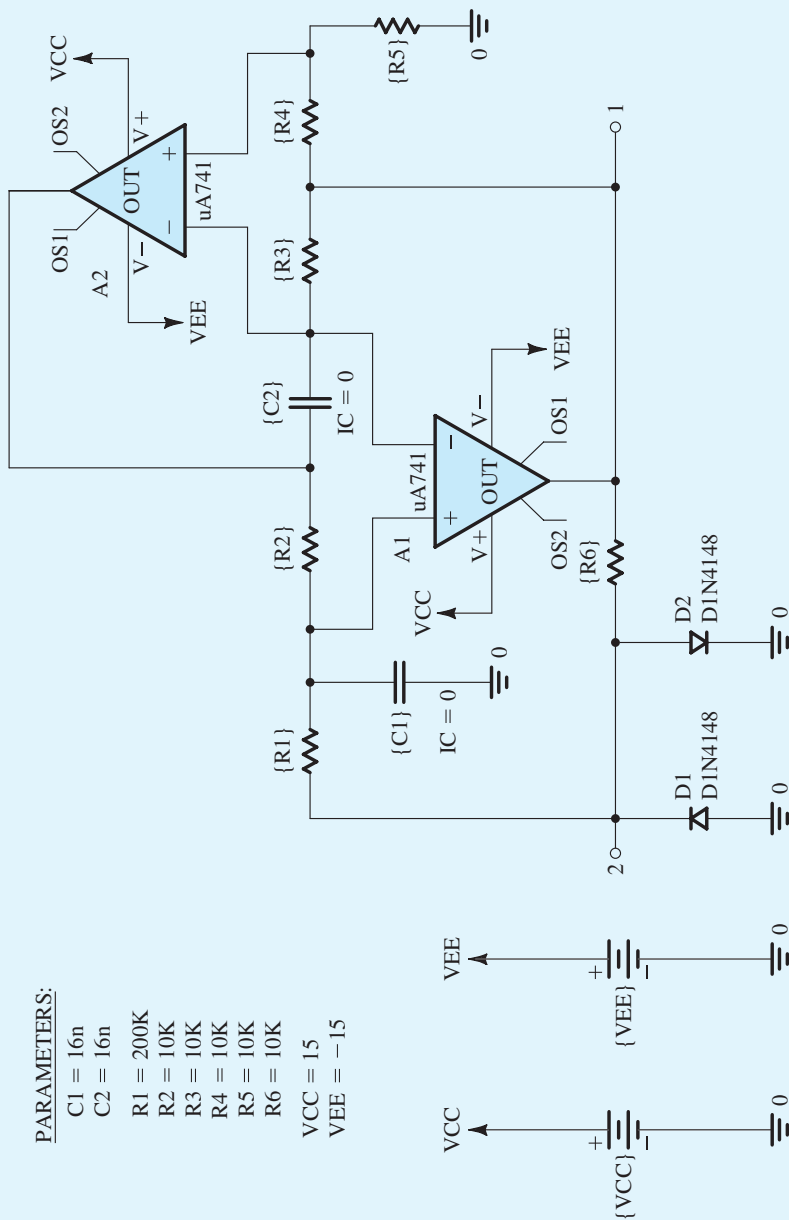 PARAMETERS:
C1 = 16n
C2 = 16n
R1 = 200K
R2 = 10K
R3 = 10K
R4 = 10K
R5 = 10K
R6 = 10K
VCC = 15
VEE = −15
VCC
+
{VCC}
−
0
VEE
+
{VEE}
−
0
2
D1
D1N4148
0
D2
D1N4148
0
{R6}
1
{R1}
{C1}
IC = 0
0
{R2}
{C2}
IC = 0
{R3}
{R4}
{R5}
0
A1
uA741
+
−
V+
V−
OUT
OS2
OS1
VCC
VEE
A2
uA741
−
+
V−
V+
OUT
OS1
OS2
VEE
VCC